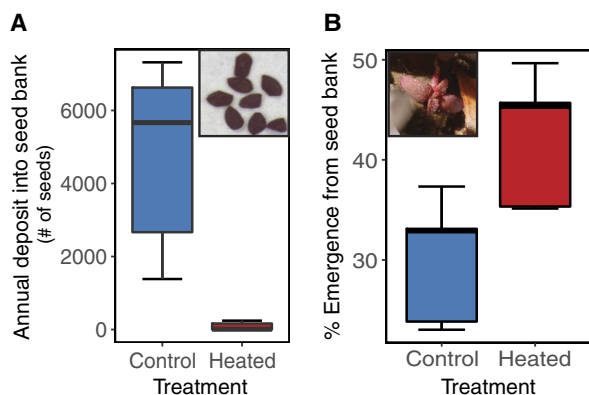 A
Annual deposit into seed bank
(# of seeds)
6000
4000
2000
0
Control Heated
Treatment
B
% Emergence from seed bank
50
40
30
Control Heated
Treatment